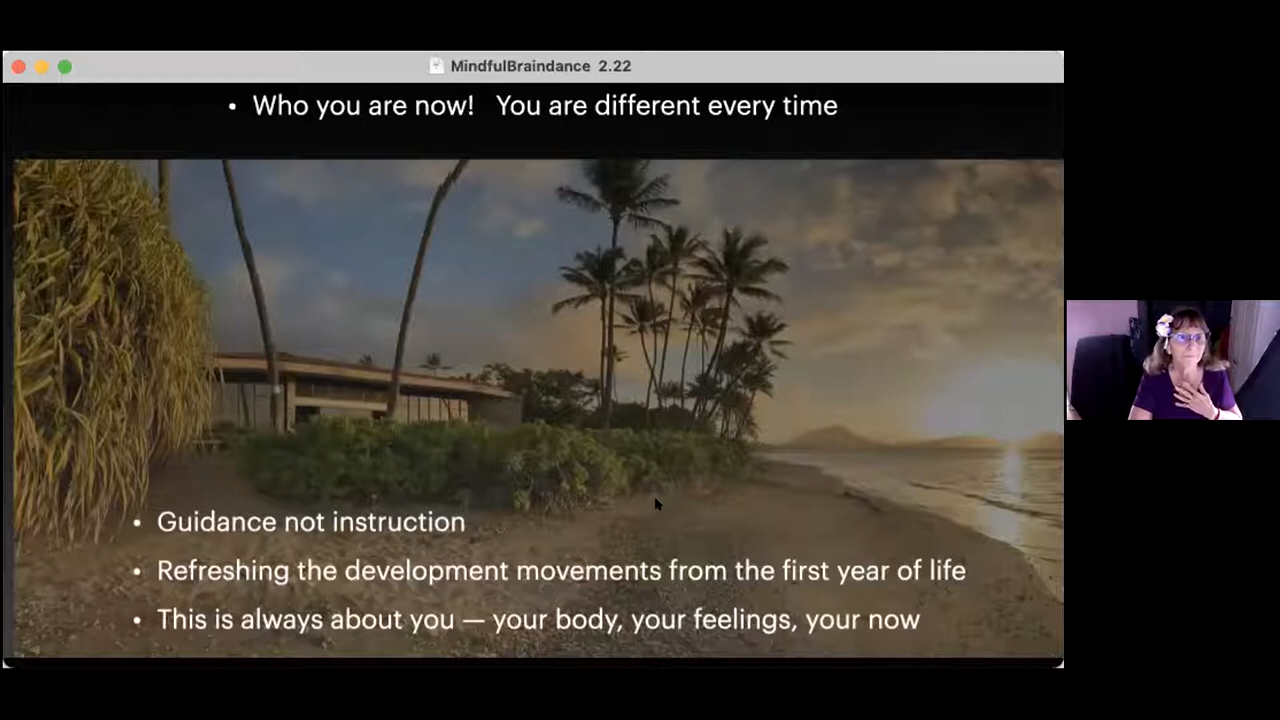 MindfulBraindance 2.22
• Who you are now! You are different every time
• Guidance not instruction
• Refreshing the development movements from the first year of life
• This is always about you — your body, your feelings, your now